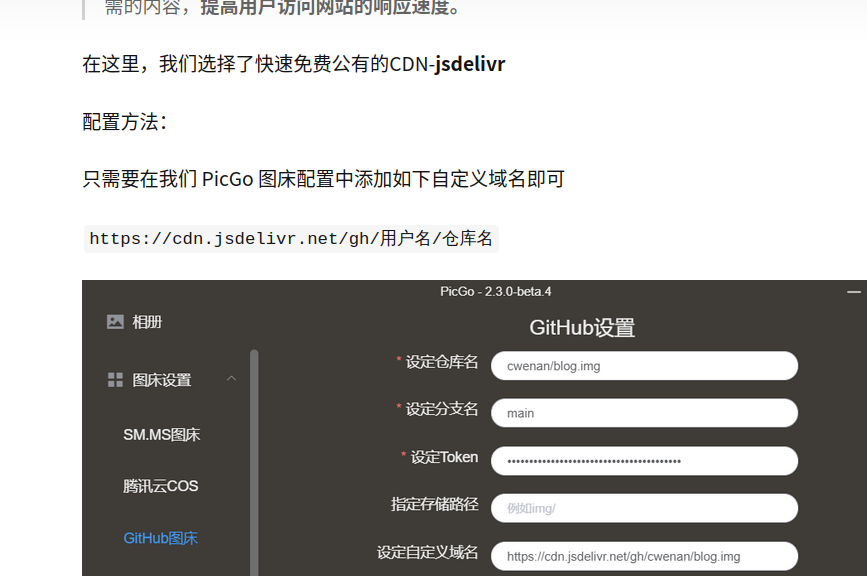 需的内容，提高用户访问网站的响应速度。
在这里，我们选择了快速免费公有的CDN-jsdelivr
配置方法：
只需要在我们 PicGo 图床配置中添加如下自定义域名即可
https://cdn.jsdelivr.net/gh/用户名/仓库名
PicGo - 2.3.0-beta.4
相册
GitHub设置
* 设定仓库名 cwenan/blog.img
图床设置
* 设定分支名 main
SM.MS图床
* 设定Token ••••••••••••••••••••••••••••••••••••••••
腾讯云COS
指定存储路径 例如img/
GitHub图床
设定自定义域名 https://cdn.jsdelivr.net/gh/cwenan/blog.img